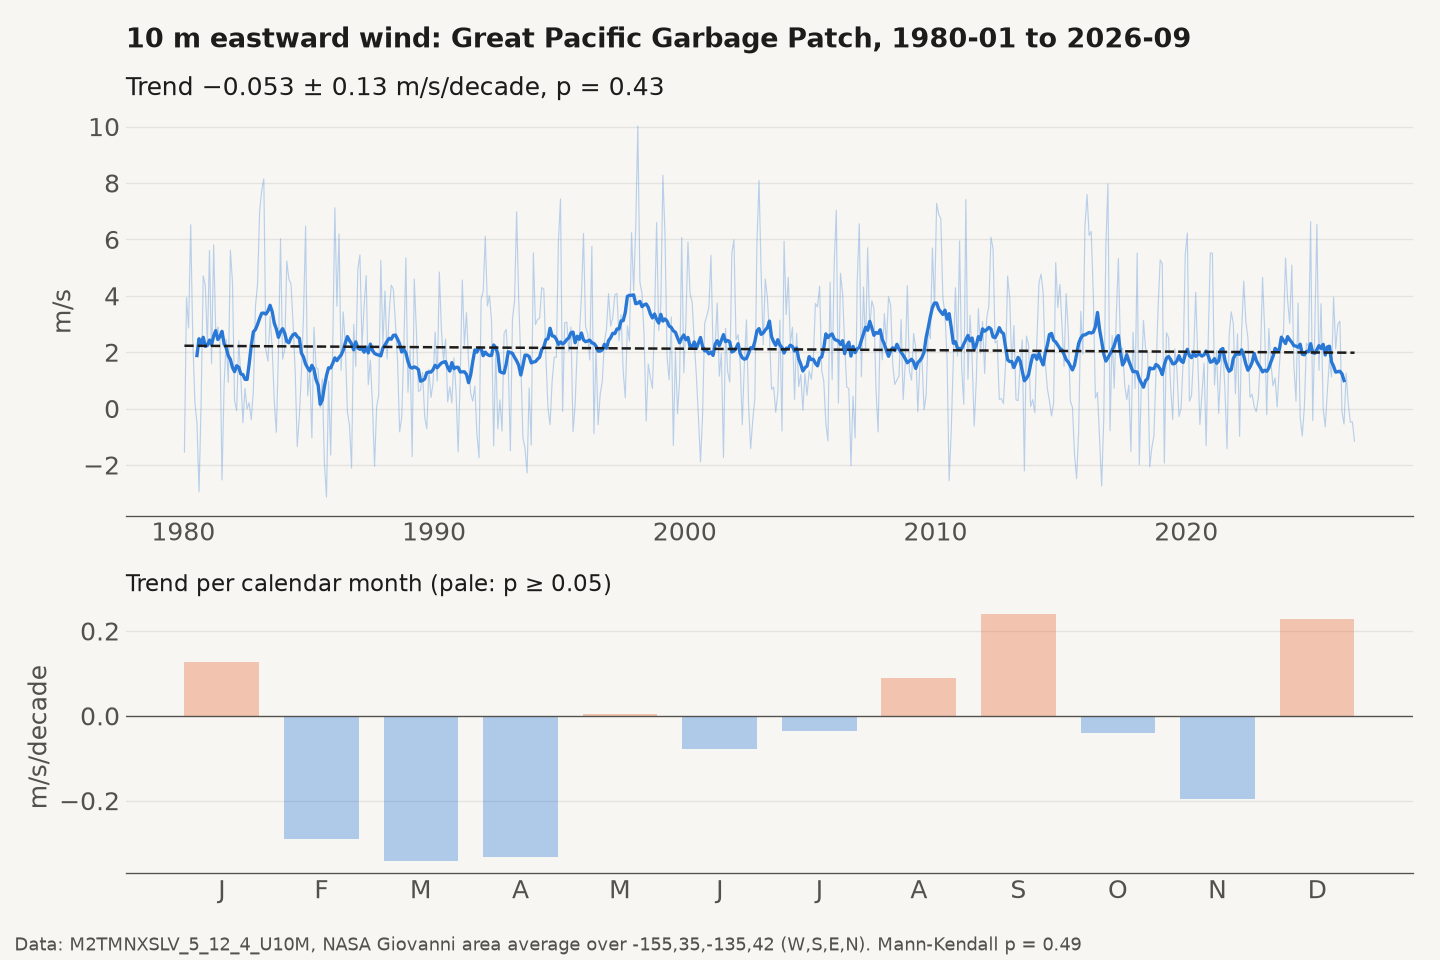 10 m eastward wind: Great Pacific Garbage Patch, 1980-01 to 2026-09
Trend −0.053 ± 0.13 m/s/decade, p = 0.43
m/s
10
8
6
4
2
0
−2
1980 1990 2000 2010 2020
Trend per calendar month (pale: p ≥ 0.05)
m/s/decade
0.2
0.0
−0.2
J F M A M J J A S O N D
Data: M2TMNXSLV_5_12_4_U10M, NASA Giovanni area average over -155,35,-135,42 (W,S,E,N). Mann-Kendall p = 0.49